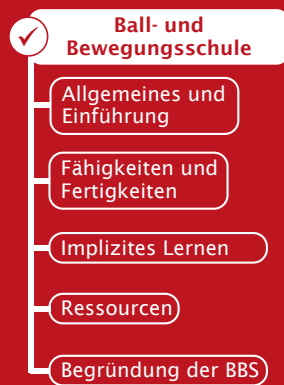 Ball- und
Bewegungsschule
Allgemeines und
Einführung
Fähigkeiten und
Fertigkeiten
Implizites Lernen
Ressourcen
Begründung der BBS